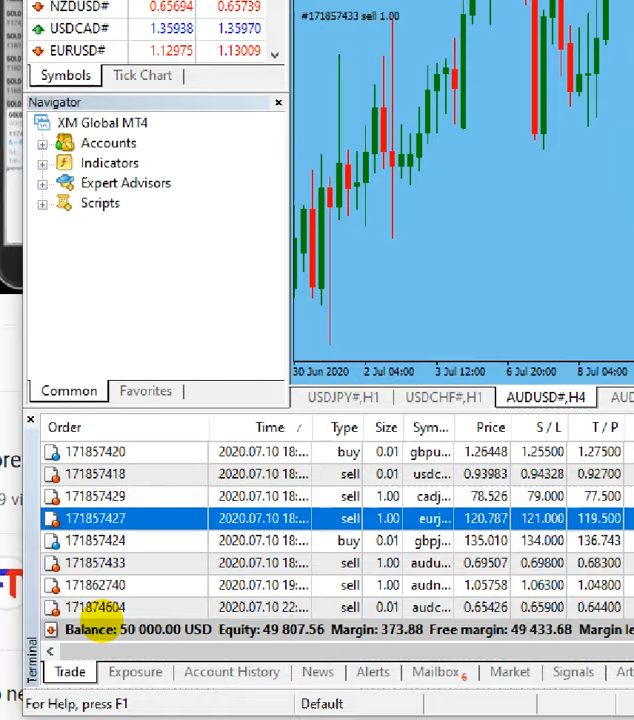 NZDUSD# 0.65694 0.65739
USDCAD# 1.35938 1.35970
EURUSD# 1.12975 1.13009
Symbols Tick Chart
Navigator
XM Global MT4
Accounts
Indicators
Expert Advisors
Scripts
Common Favorites
#171857433 sell 1.00
30 Jun 2020 2 Jul 04:00 3 Jul 12:00 6 Jul 20:00 8 Jul 04:00
USDJPY#,H1 USDCHF#,H1 AUDUSD#,H4 AUD
Order Time / Type Size Sym... Price S / L T / P
171857420 2020.07.10 18:... buy 0.01 gbpu... 1.26448 1.25500 1.27500
171857418 2020.07.10 18:... sell 0.01 usdc... 0.93983 0.94328 0.92700
171857429 2020.07.10 18:... sell 1.00 cadj... 78.526 79.000 77.500
171857427 2020.07.10 18:... sell 1.00 eurj... 120.787 121.000 119.500
171857424 2020.07.10 18:... buy 0.01 gbpj... 135.010 134.000 136.743
171857433 2020.07.10 18:... sell 1.00 audu... 0.69507 0.69800 0.68300
171862740 2020.07.10 19:... sell 0.01 audn... 1.05758 1.06300 1.04800
171874604 2020.07.10 22:... sell 0.01 audc... 0.65426 0.65900 0.64400
Balance: 50 000.00 USD Equity: 49 807.56 Margin: 373.88 Free margin: 49 433.68 Margin le
Terminal
Trade Exposure Account History News Alerts Mailbox 6 Market Signals Art
For Help, press F1 Default